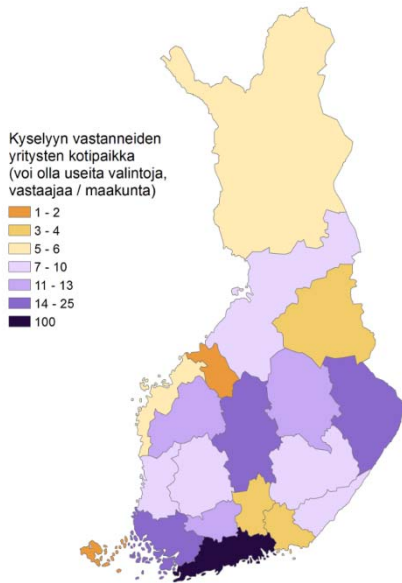 Kyselyyn vastanneiden
yritysten kotipaikka
(voi olla useita valintoja,
vastaajaa / maakunta)
1 - 2
3 - 4
5 - 6
7 - 10
11 - 13
14 - 25
100